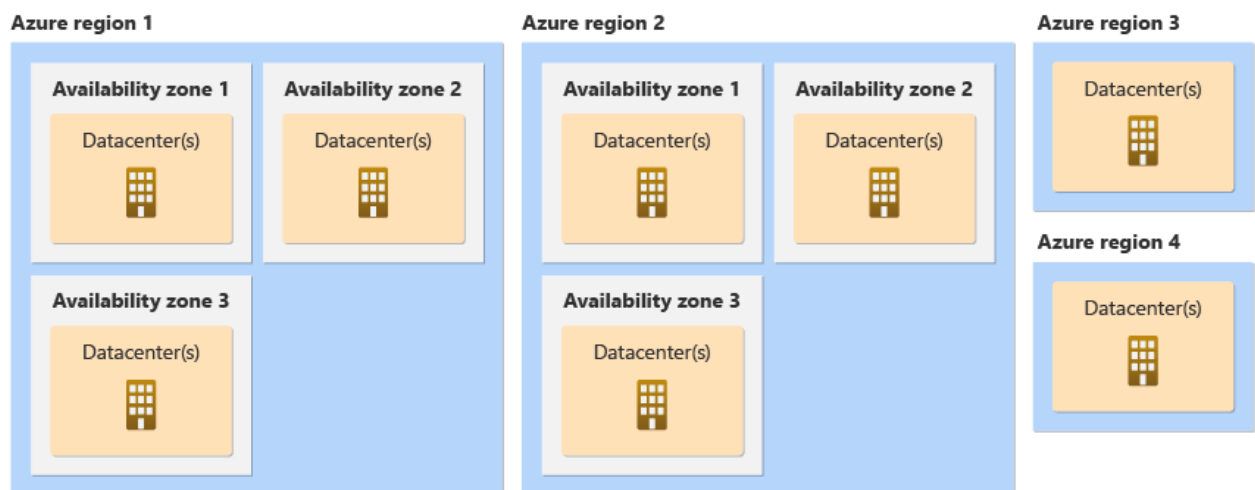 Azure region 1
Availability zone 1
Datacenter(s)
Availability zone 2
Datacenter(s)
Availability zone 3
Datacenter(s)
Azure region 2
Availability zone 1
Datacenter(s)
Availability zone 2
Datacenter(s)
Availability zone 3
Datacenter(s)
Azure region 3
Datacenter(s)
Azure region 4
Datacenter(s)